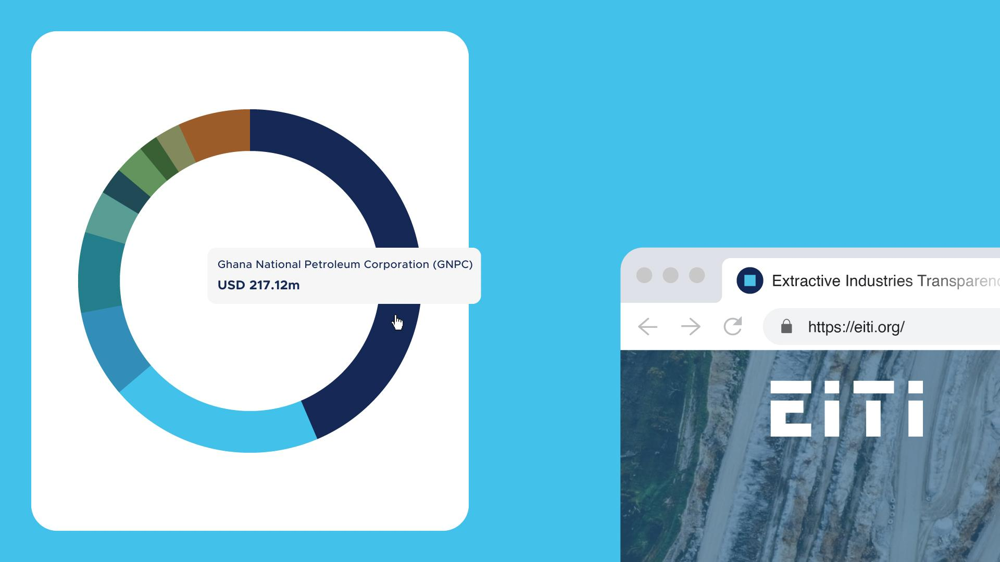 Ghana National Petroleum Corporation (GNPC)
USD 217.12m
Extractive Industries Transparenc
https://eiti.org/
EITI